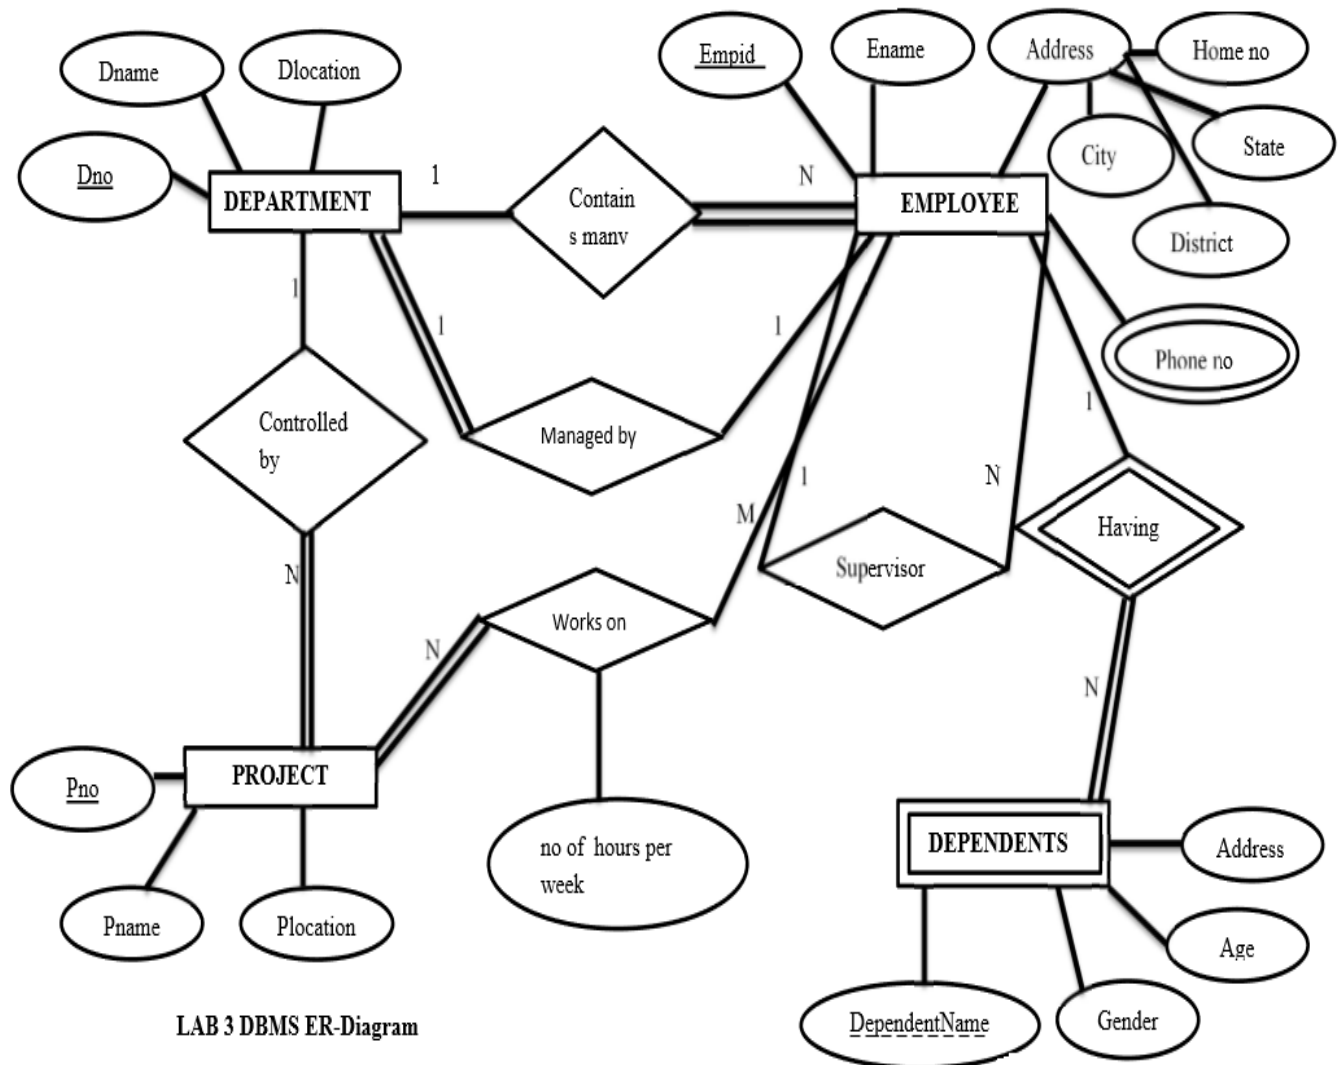 Dname
Dlocation
Empid
Ename
Address
Home no
Dno
DEPARTMENT
1
Contain
s many
N
EMPLOYEE
City
State
District
1
1
1
Phone no
Controlled
by
Managed by
1
M
1
N
Having
Supervisor
N
Works on
N
N
Pno
PROJECT
no of hours per
week
DEPENDENTS
Address
Pname
Plocation
Age
DependentName
Gender
LAB 3 DBMS ER-Diagram